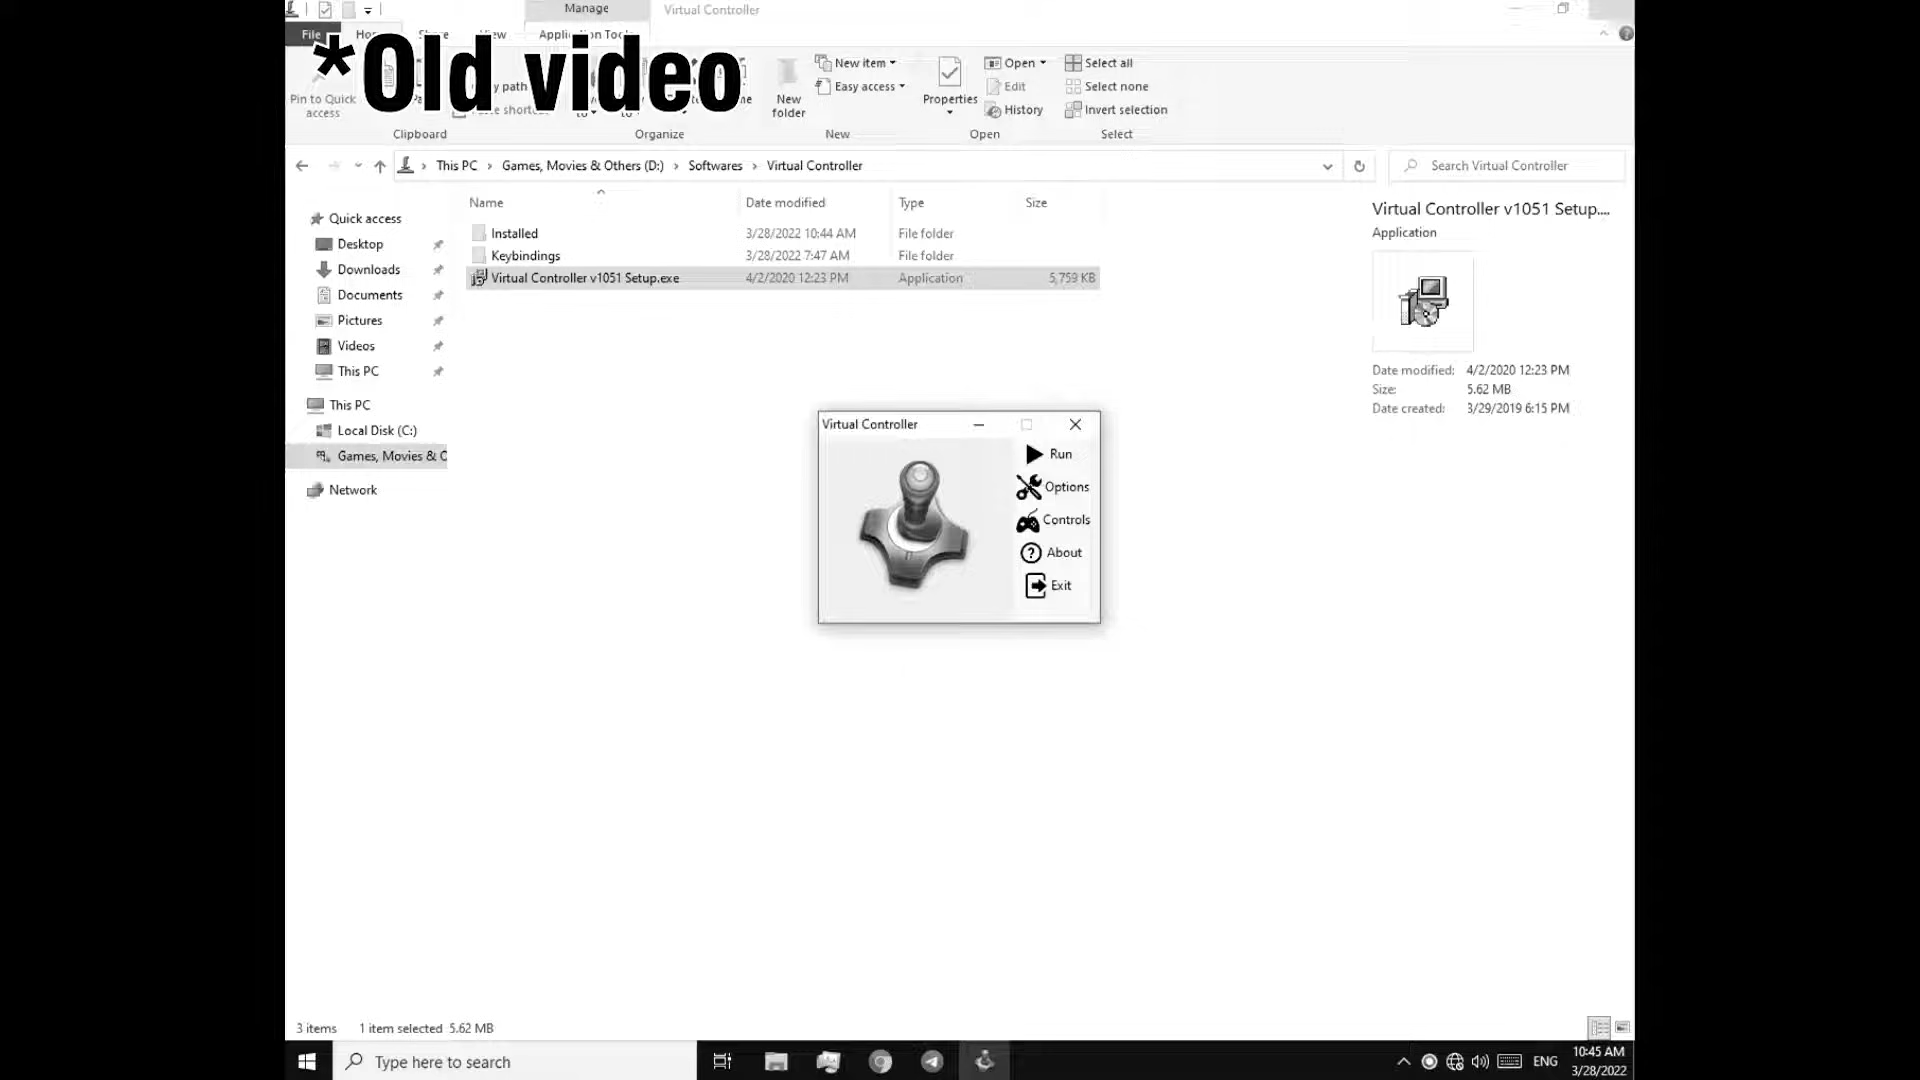 Manage
Virtual Controller
File
View
*Old video
Pin to Quick access
New folder
New item
Easy access
Properties
Open
Edit
History
Select all
Select none
Invert selection
Clipboard
Organize
New
Open
Select
This PC > Games, Movies & Others (D:) > Softwares > Virtual Controller
Search Virtual Controller
Name Date modified Type Size
Installed 3/28/2022 10:44 AM File folder
Keybindings 3/28/2022 7:47 AM File folder
Virtual Controller v1051 Setup.exe 4/2/2020 12:23 PM Application 5,759 KB
Quick access
Desktop
Downloads
Documents
Pictures
Videos
This PC
This PC
Local Disk (C:)
Games, Movies & O
Network
Virtual Controller
Run
Options
Controls
About
Exit
Virtual Controller v1051 Setup....
Application
Date modified: 4/2/2020 12:23 PM
Size: 5.62 MB
Date created: 3/29/2019 6:15 PM
3 items 1 item selected 5.62 MB
Type here to search
ENG
10:45 AM
3/28/2022